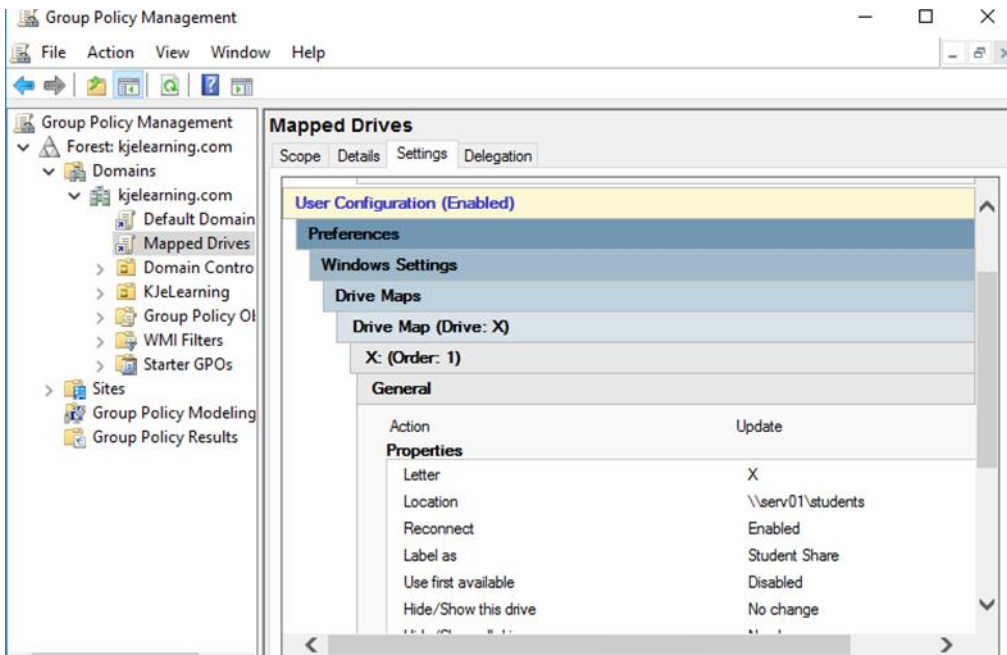 Group Policy Management
File Action View Window Help
Group Policy Management
Forest: kjelearning.com
Domains
kjelearning.com
Default Domain
Mapped Drives
Domain Contro
KJeLearning
Group Policy Ob
WMI Filters
Starter GPOs
Sites
Group Policy Modeling
Group Policy Results
Mapped Drives
Scope Details Settings Delegation
User Configuration (Enabled)
Preferences
Windows Settings
Drive Maps
Drive Map (Drive: X)
X: (Order: 1)
General
Action Update
Properties
Letter X
Location \\serv01\students
Reconnect Enabled
Label as Student Share
Use first available Disabled
Hide/Show this drive No change